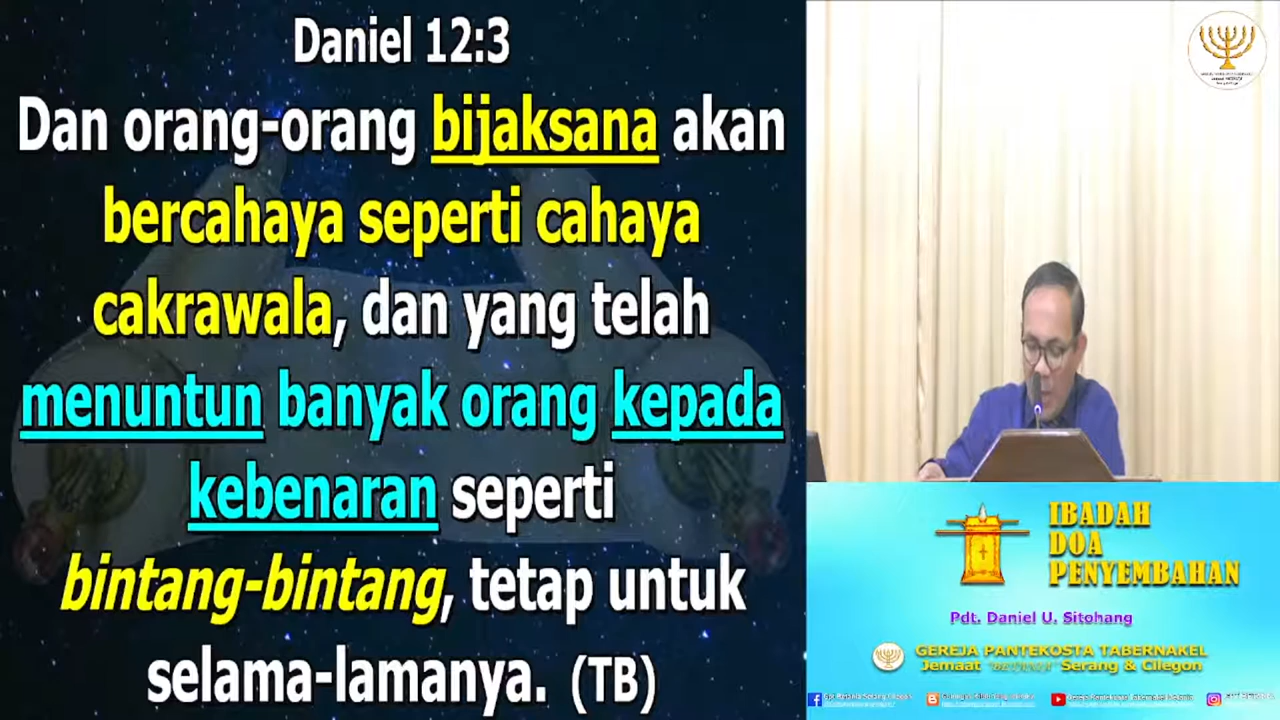 Daniel 12:3
Dan orang-orang bijaksana akan
bercahaya seperti cahaya
cakrawala, dan yang telah
menuntun banyak orang kepada
kebenaran seperti
bintang-bintang, tetap untuk
selama-lamanya. (TB)
IBADAH
DOA
PENYEMBAHAN
Pdt. Daniel U. Sitohang
GEREJA PANTEKOSTA TABERNAKEL
Jemaat Serang & Cilegon